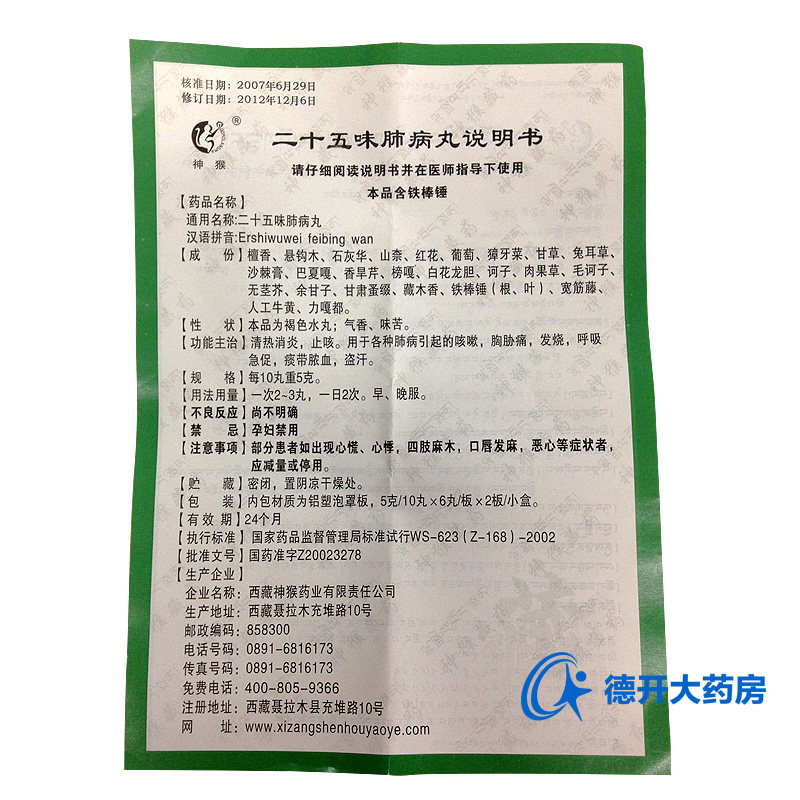 核准日期：2007年6月29日
修订日期：2012年12月6日
®
神猴
二十五味肺病丸说明书
请仔细阅读说明书并在医师指导下使用
本品含铁棒锤
【药品名称】
通用名称:二十五味肺病丸
汉语拼音:Ershiwuwei feibing wan
【成　份】檀香、悬钩木、石灰华、山柰、红花、葡萄、獐牙菜、甘草、兔耳草、
沙棘膏、巴夏嘎、香旱芹、榜嘎、白花龙胆、诃子、肉果草、毛诃子、
无茎芥、余甘子、甘肃蚤缀、藏木香、铁棒锤（根、叶）、宽筋藤、
人工牛黄、力嘎都。
【性　状】本品为褐色水丸；气香、味苦。
【功能主治】清热消炎，止咳。用于各种肺病引起的咳嗽，胸胁痛，发烧，呼吸
急促，痰带脓血，盗汗。
【规　格】每10丸重5克。
【用法用量】一次2~3丸，一日2次。早、晚服。
【不良反应】尚不明确
【禁　忌】孕妇禁用
【注意事项】部分患者如出现心慌、心悸，四肢麻木，口唇发麻，恶心等症状者，
应减量或停用。
【贮　藏】密闭，置阴凉干燥处。
【包　装】内包材质为铝塑泡罩板，5克/10丸×6丸/板×2板/小盒。
【有效期】24个月
【执行标准】国家药品监督管理局标准试行WS-623（Z-168）-2002
【批准文号】国药准字Z20023278
【生产企业】
企业名称：西藏神猴药业有限责任公司
生产地址：西藏聂拉木充堆路10号
邮政编码：858300
电话号码：0891-6816173
传真号码：0891-6816173
免费电话：400-805-9366
注册地址：西藏聂拉木县充堆路10号
网　址：www.xizangshenhouyaoye.com
德开大药房